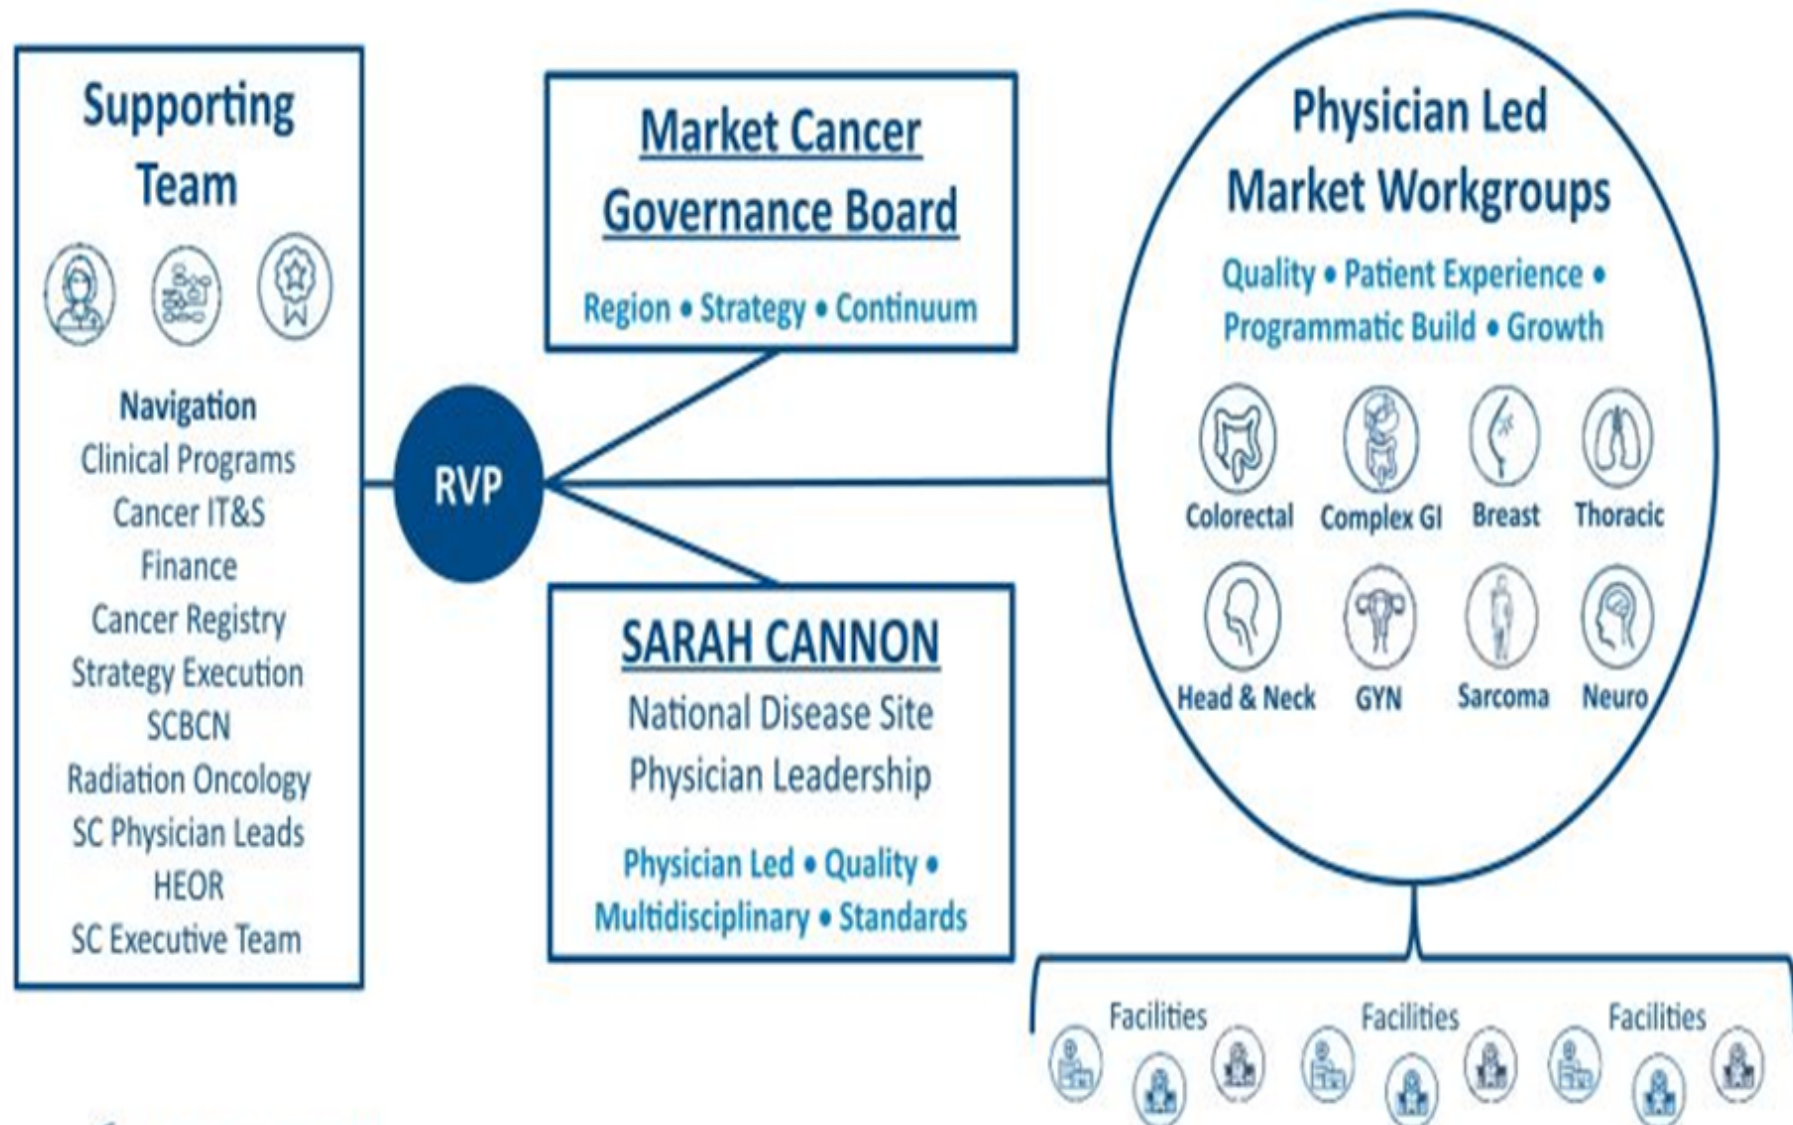 Supporting
Team
Navigation
Clinical Programs
Cancer IT&S
Finance
Cancer Registry
Strategy Execution
SCBCN
Radiation Oncology
SC Physician Leads
HEOR
SC Executive Team
RVP
Market Cancer
Governance Board
Region • Strategy • Continuum
SARAH CANNON
National Disease Site
Physician Leadership
Physician Led • Quality •
Multidisciplinary • Standards
Physician Led
Market Workgroups
Quality • Patient Experience •
Programmatic Build • Growth
Colorectal Complex GI Breast Thoracic
Head & Neck GYN Sarcoma Neuro
Facilities Facilities Facilities